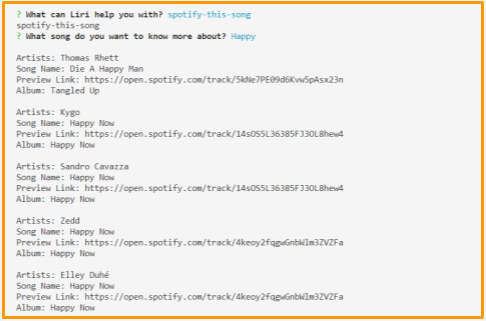 ? What can Liri help you with? spotify-this-song
spotify-this-song
? What song do you want to know more about? Happy
Artists: Thomas Rhett
Song Name: Die A Happy Man
Preview Link: https://open.spotify.com/track/5kNe7PE09d6Kvw5pAsx23n
Album: Tangled Up
Artists: Kygo
Song Name: Happy Now
Preview Link: https://open.spotify.com/track/14sOS5L36385FJ3OL8hew4
Album: Happy Now
Artists: Sandro Cavazza
Song Name: Happy Now
Preview Link: https://open.spotify.com/track/14sOS5L36385FJ3OL8hew4
Album: Happy Now
Artists: Zedd
Song Name: Happy Now
Preview Link: https://open.spotify.com/track/4keoy2fqgwGnbWlm3ZVZFa
Album: Happy Now
Artists: Elley Duhé
Song Name: Happy Now
Preview Link: https://open.spotify.com/track/4keoy2fqgwGnbWlm3ZVZFa
Album: Happy Now